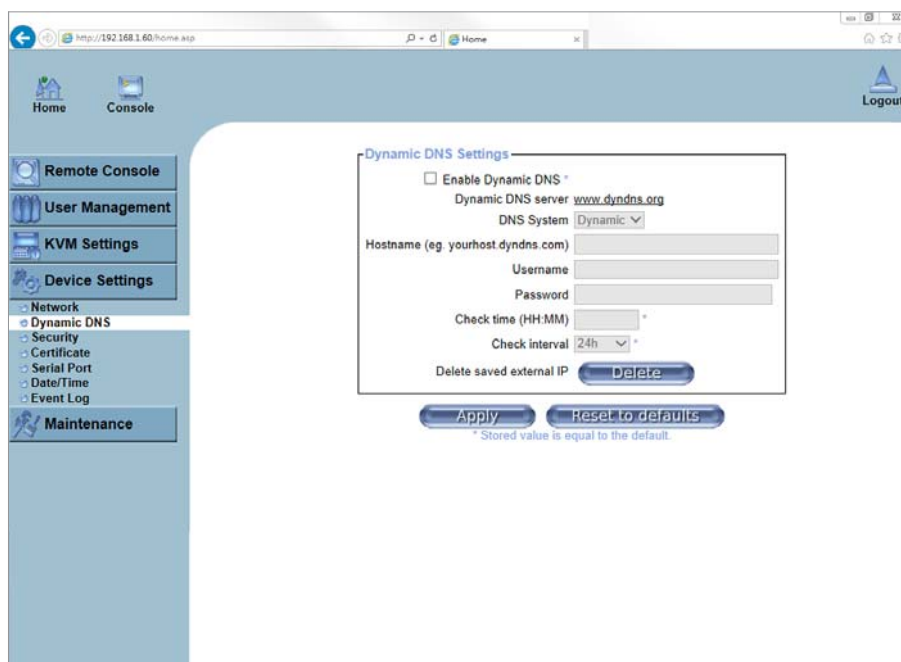 http://192.168.1.60/home.asp
Home
Home
Console
Logout
Remote Console
User Management
KVM Settings
Device Settings
Network
Dynamic DNS
Security
Certificate
Serial Port
Date/Time
Event Log
Maintenance
Dynamic DNS Settings
Enable Dynamic DNS *
Dynamic DNS server www.dyndns.org
DNS System Dynamic
Hostname (eg. yourhost.dyndns.com)
Username
Password
Check time (HH:MM) *
Check interval 24h *
Delete saved external IP Delete
Apply Reset to defaults
* Stored value is equal to the default.